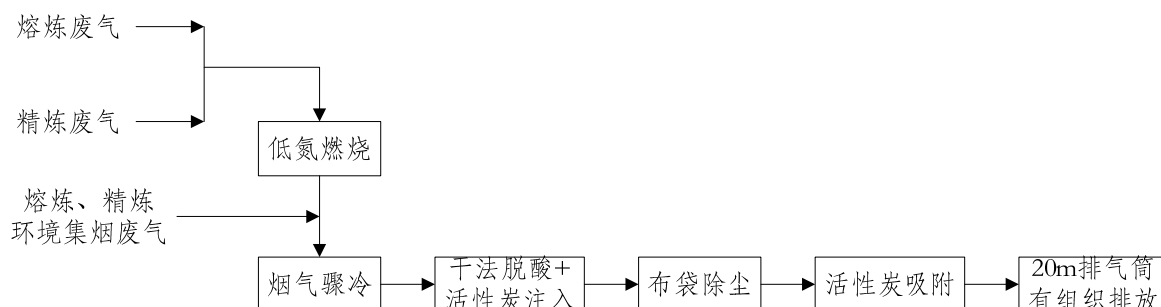 熔炼废气
精炼废气
低氮燃烧
熔炼、精炼
环境集烟废气
烟气骤冷
干法脱酸+
活性炭注入
布袋除尘
活性炭吸附
20m排气筒
有组织排放